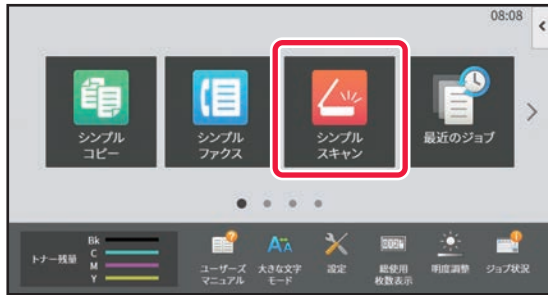 08:08
シンプル
コピー
シンプル
ファクス
シンプル
スキャン
最近のジョブ
トナー残量
Bk
C
M
Y
ユーザーズ
マニュアル
大きな文字
モード
設定
総使用
枚数表示
明度調整
ジョブ状況